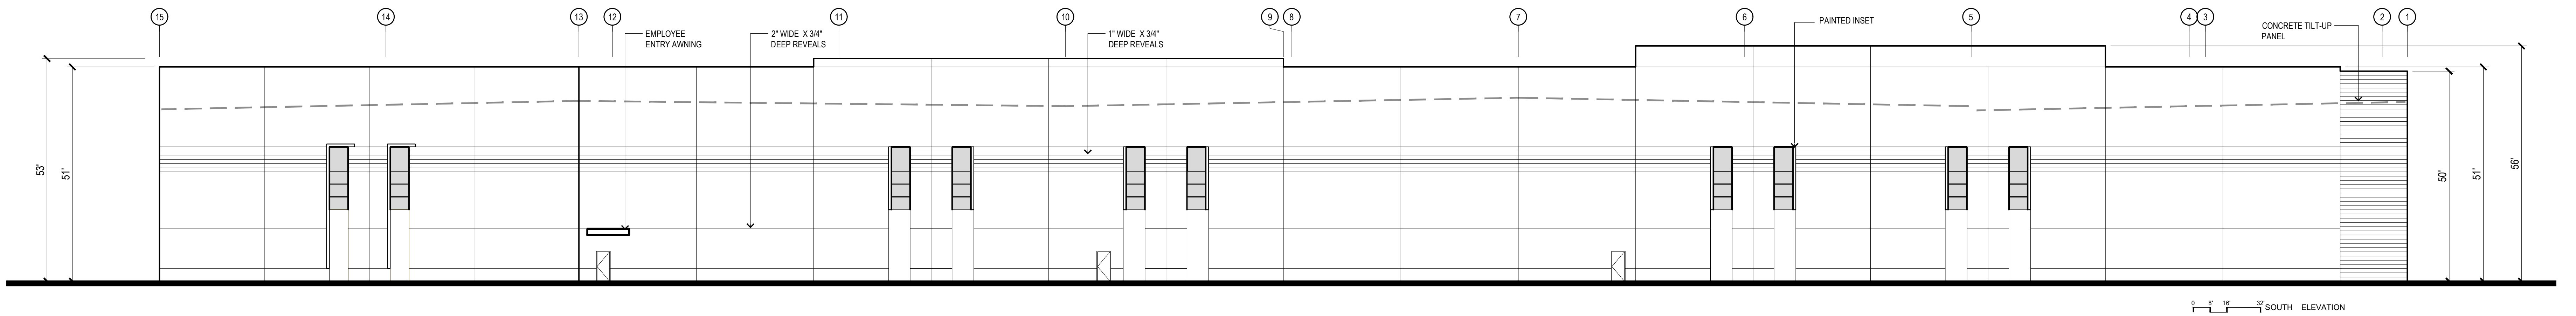 15 14 13 12 11 10 9 8 7 6 5 4 3 2 1
EMPLOYEE
ENTRY AWNING
2" WIDE X 3/4"
DEEP REVEALS
1" WIDE X 3/4"
DEEP REVEALS
PAINTED INSET
CONCRETE TILT-UP
PANEL
53'
51'
50'
51'
56'
0 8' 16' 32'
SOUTH ELEVATION